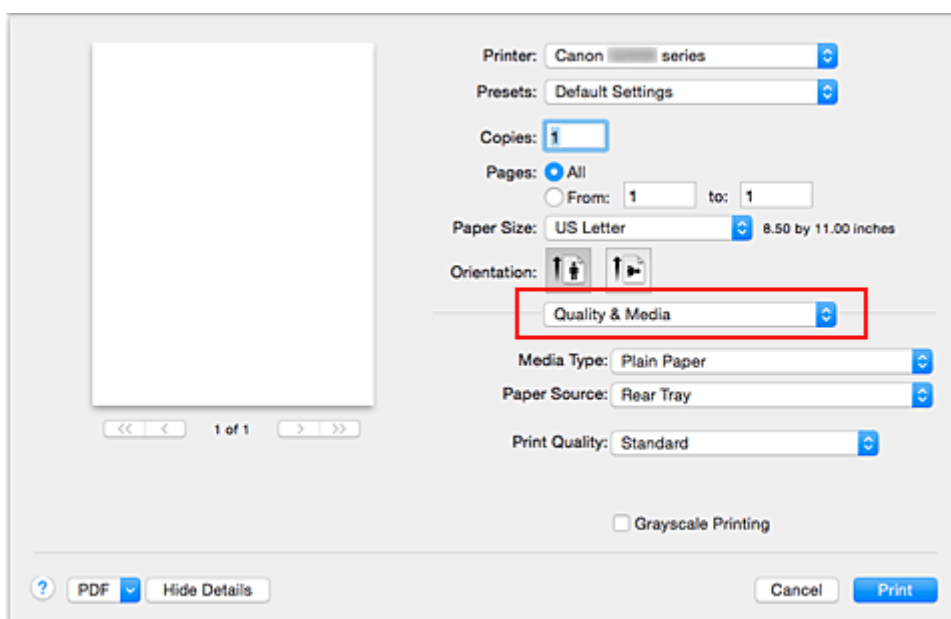 Printer: Canon series
Presets: Default Settings
Copies: 1
Pages: All
From: 1 to: 1
Paper Size: US Letter 8.50 by 11.00 inches
Orientation:
Quality & Media
Media Type: Plain Paper
Paper Source: Rear Tray
<< < 1 of 1 > >>
Print Quality: Standard
Grayscale Printing
? PDF Hide Details Cancel Print